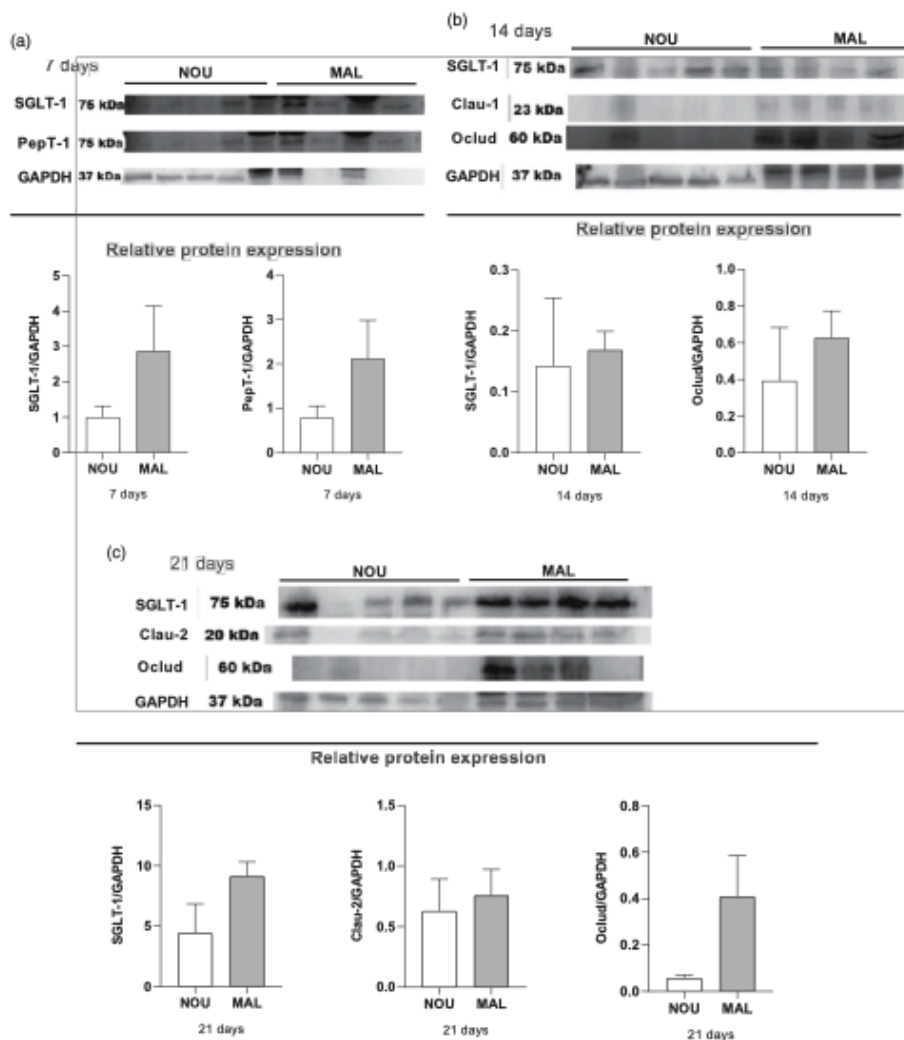 (a)
7 days
NOU MAL
SGLT-1 75 kDa
PepT-1 75 kDa
GAPDH 37 kDa
Relative protein expression
SGLT-1/GAPDH
5
4
3
2
1
0
NOU MAL
7 days
PepT-1/GAPDH
4
3
2
1
0
NOU MAL
7 days
(b)
14 days
NOU MAL
SGLT-1 75 kDa
Clau-1 23 kDa
Oclud 60 kDa
GAPDH 37 kDa
Relative protein expression
SGLT-1/GAPDH
0.3
0.2
0.1
0.0
NOU MAL
14 days
Oclud/GAPDH
1.0
0.8
0.6
0.4
0.2
0.0
NOU MAL
14 days
(c)
21 days
NOU MAL
SGLT-1 75 kDa
Clau-2 20 kDa
Oclud 60 kDa
GAPDH 37 kDa
Relative protein expression
SGLT-1/GAPDH
15
10
5
0
NOU MAL
21 days
Clau-2/GAPDH
1.5
1.0
0.5
0.0
NOU MAL
21 days
Oclud/GAPDH
0.8
0.6
0.4
0.2
0.0
NOU MAL
21 days